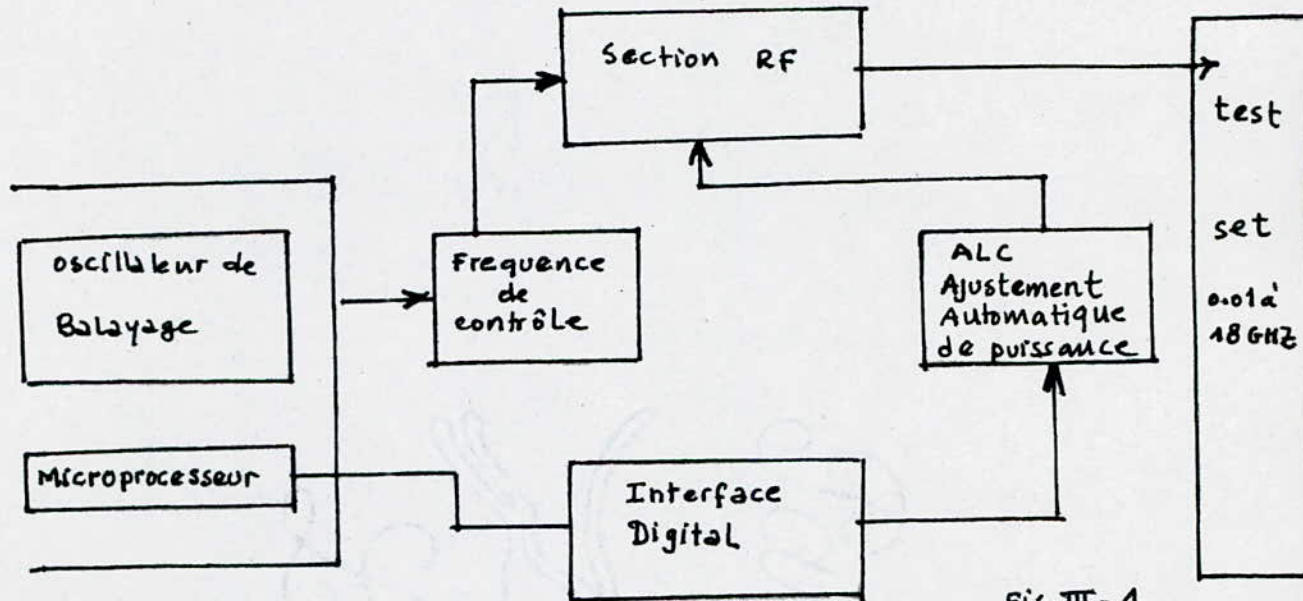 Section RF
test
set
0.01 à
18 GHZ
oscillateur de
Balayage
Frequence
de
contrôle
ALC
Ajustement
Automatique
de puissance
Microprocesseur
Interface
Digital
Fig III-1